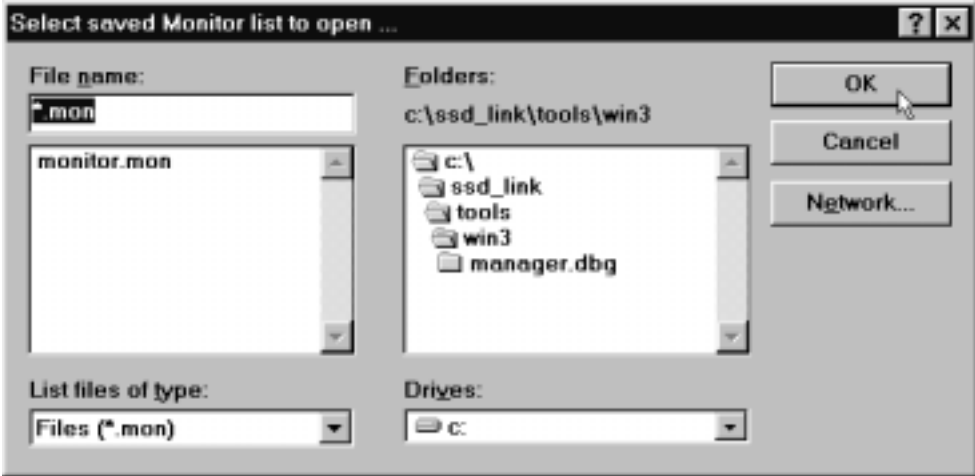 Select saved Monitor list to open ...
File name:
*.mon
monitor.mon
List files of type:
Files (*.mon)
Folders:
c:\ssd_link\tools\win3
c:\
ssd_link
tools
win3
manager.dbg
Drives:
c:
OK
Cancel
Network...